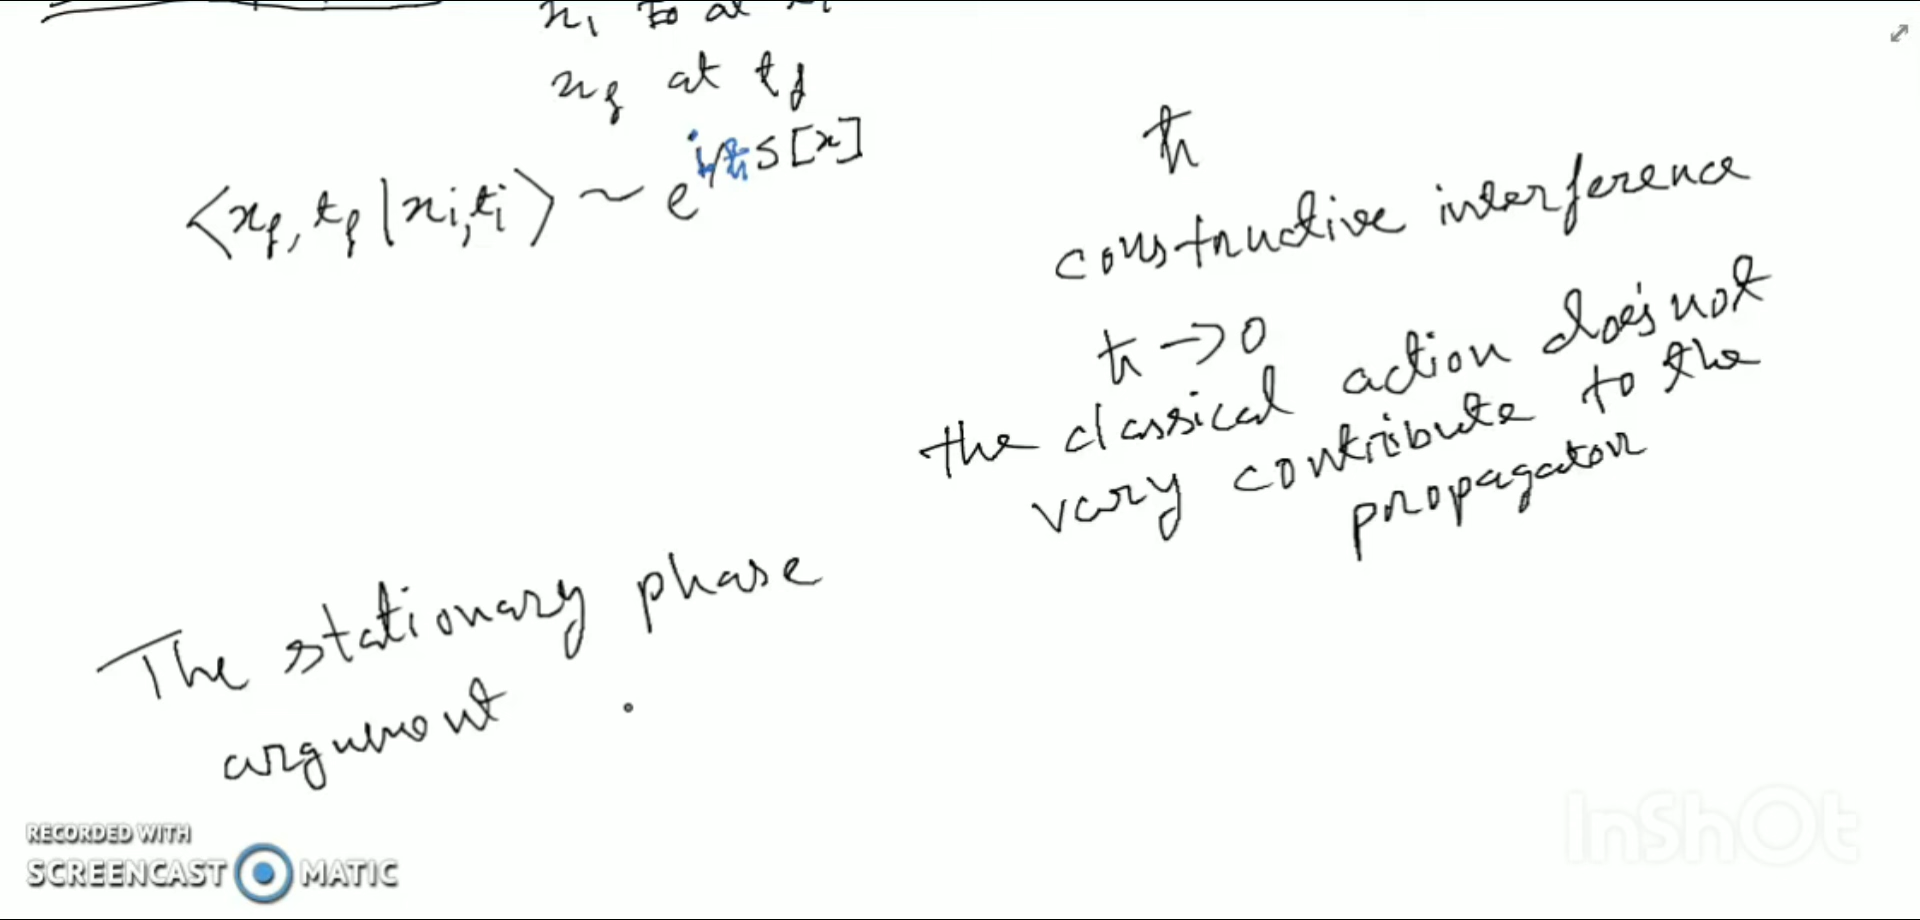 x_f at t_f
⟨x_f, t_f | x_i, t_i⟩ ~ e^{i/ħ S[x]}
ħ
constructive interference
ħ → 0
the classical action does not
vary contribute to the
propagator
The stationary phase
argument
RECORDED WITH
SCREENCAST MATIC
InShOt